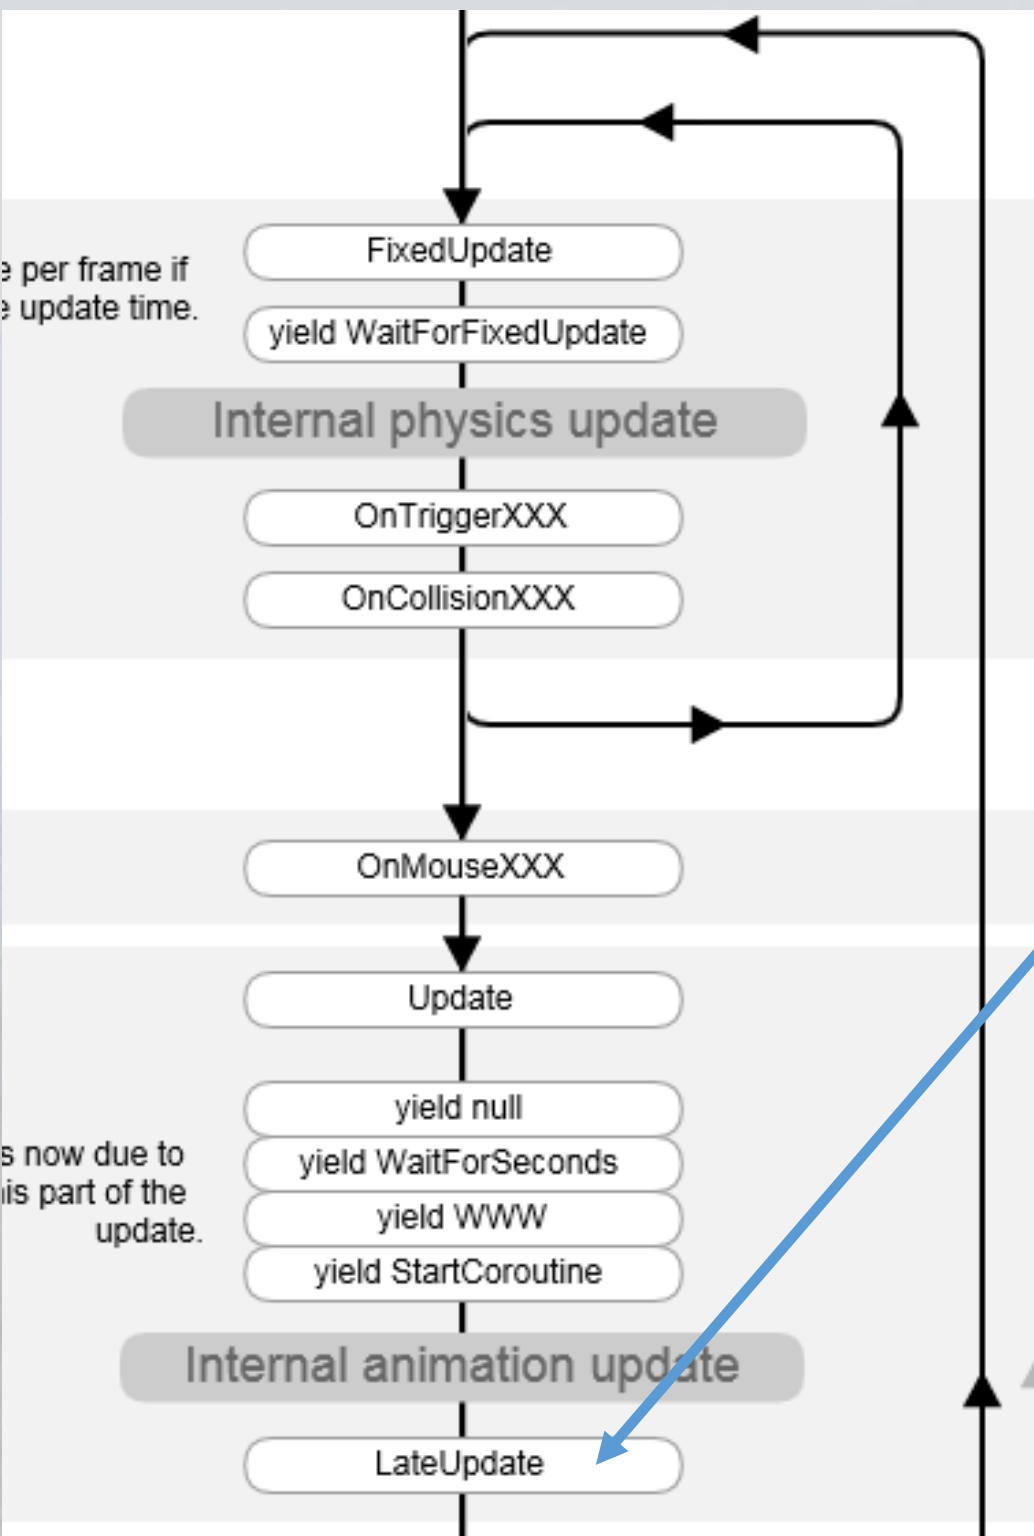 FixedUpdate
e per frame if
e update time.
yield WaitForFixedUpdate
Internal physics update
OnTriggerXXX
OnCollisionXXX
OnMouseXXX
Update
yield null
s now due to
yield WaitForSeconds
is part of the
yield WWW
update.
yield StartCoroutine
Internal animation update
LateUpdate